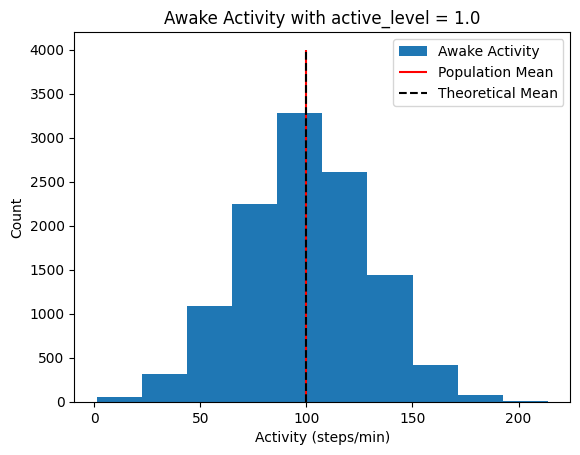 Awake Activity with active_level = 1.0
Awake Activity
Population Mean
Theoretical Mean
4000
3500
3000
2500
2000
1500
1000
500
0
Count
0 50 100 150 200
Activity (steps/min)